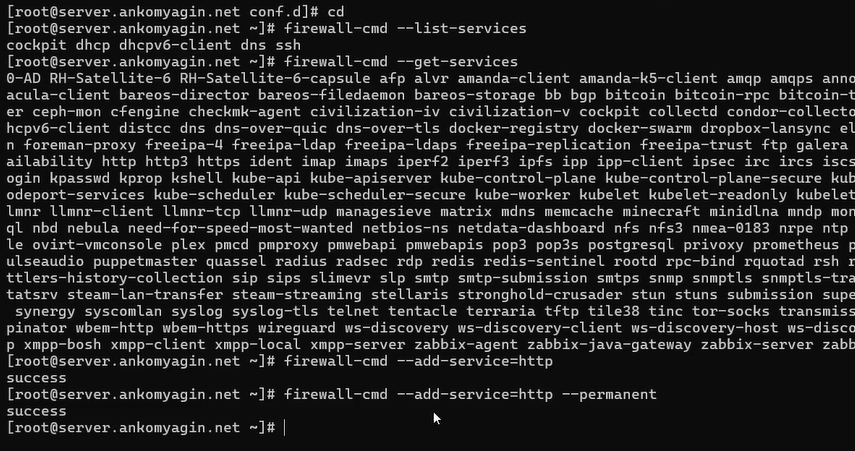 [root@server.ankomyagin.net conf.d]# cd
[root@server.ankomyagin.net ~]# firewall-cmd --list-services
cockpit dhcp dhcpv6-client dns ssh
[root@server.ankomyagin.net ~]# firewall-cmd --get-services
0-AD RH-Satellite-6 RH-Satellite-6-capsule afp alvr amanda-client amanda-k5-client amqp amqps anno
acula-client bareos-director bareos-filedaemon bareos-storage bb bgp bitcoin bitcoin-rpc bitcoin-t
er ceph-mon cfengine checkmk-agent civilization-iv civilization-v cockpit collectd condor-collecto
hcpv6-client distcc dns dns-over-quic dns-over-tls docker-registry docker-swarm dropbox-lansync el
n foreman-proxy freeipa-4 freeipa-ldap freeipa-ldaps freeipa-replication freeipa-trust ftp galera
ailability http http3 https ident imap imaps iperf2 iperf3 ipfs ipp ipp-client ipsec irc ircs iscs
ogin kpasswd kprop kshell kube-api kube-apiserver kube-control-plane kube-control-plane-secure kub
odeport-services kube-scheduler kube-scheduler-secure kube-worker kubelet kubelet-readonly kubelet
lmnr llmnr-client llmnr-tcp llmnr-udp managesieve matrix mdns memcache minecraft minidlna mndp mon
ql nbd nebula need-for-speed-most-wanted netbios-ns netdata-dashboard nfs nfs3 nmea-0183 nrpe ntp
le ovirt-vmconsole plex pmcd pmproxy pmwebapi pmwebapis pop3 pop3s postgresql privoxy prometheus p
ulseaudio puppetmaster quassel radius radsec rdp redis redis-sentinel rootd rpc-bind rquotad rsh r
ttlers-history-collection sip sips slimevr slp smtp smtp-submission smtps snmp snmptls snmptls-tra
tatsrv steam-lan-transfer steam-streaming stellaris stronghold-crusader stun stuns submission supe
synergy syscomlan syslog syslog-tls telnet tentacle terraria tftp tile38 tinc tor-socks transmiss
pinator wbem-http wbem-https wireguard ws-discovery ws-discovery-client ws-discovery-host ws-disco
p xmpp-bosh xmpp-client xmpp-local xmpp-server zabbix-agent zabbix-java-gateway zabbix-server zabb
[root@server.ankomyagin.net ~]# firewall-cmd --add-service=http
success
[root@server.ankomyagin.net ~]# firewall-cmd --add-service=http --permanent
success
[root@server.ankomyagin.net ~]#